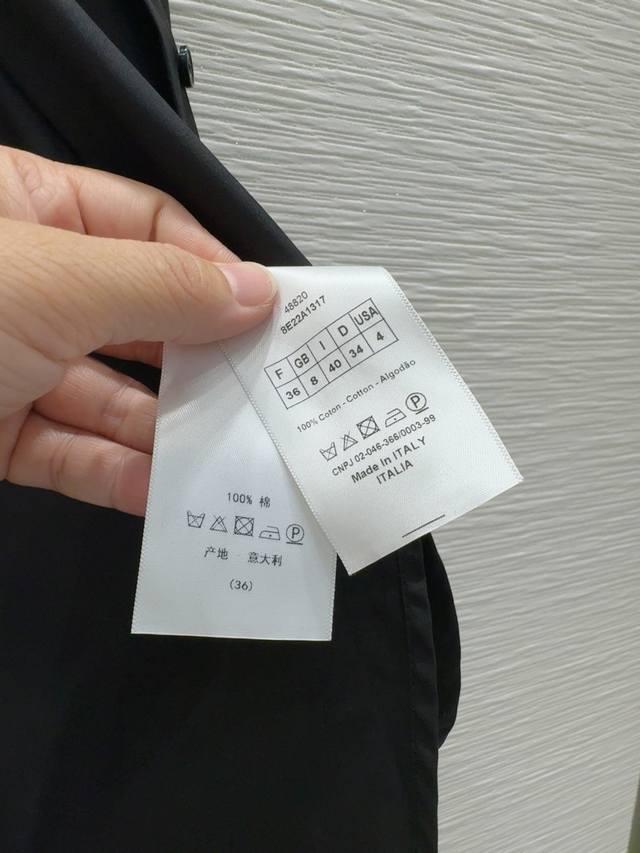 48820
8E22A1317
F GB I D USA
36 8 40 34 4
100% Coton - Cotton - Algodão
P
CNPJ 02-046-366/0003-99
Made in ITALY
ITALIA
100% 棉
P
产地 意大利
(36)